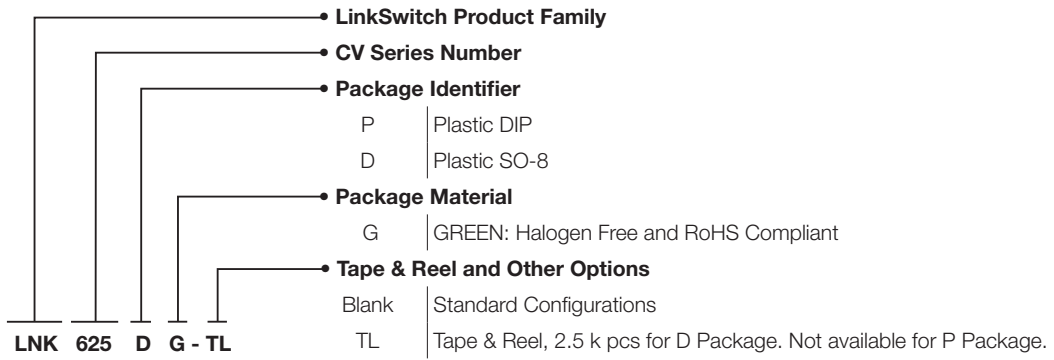 LinkSwitch Product Family
CV Series Number
Package Identifier
P Plastic DIP
D Plastic SO-8
Package Material
G GREEN: Halogen Free and RoHS Compliant
Tape & Reel and Other Options
Blank Standard Configurations
TL Tape & Reel, 2.5 k pcs for D Package. Not available for P Package.
LNK 625 D G - TL